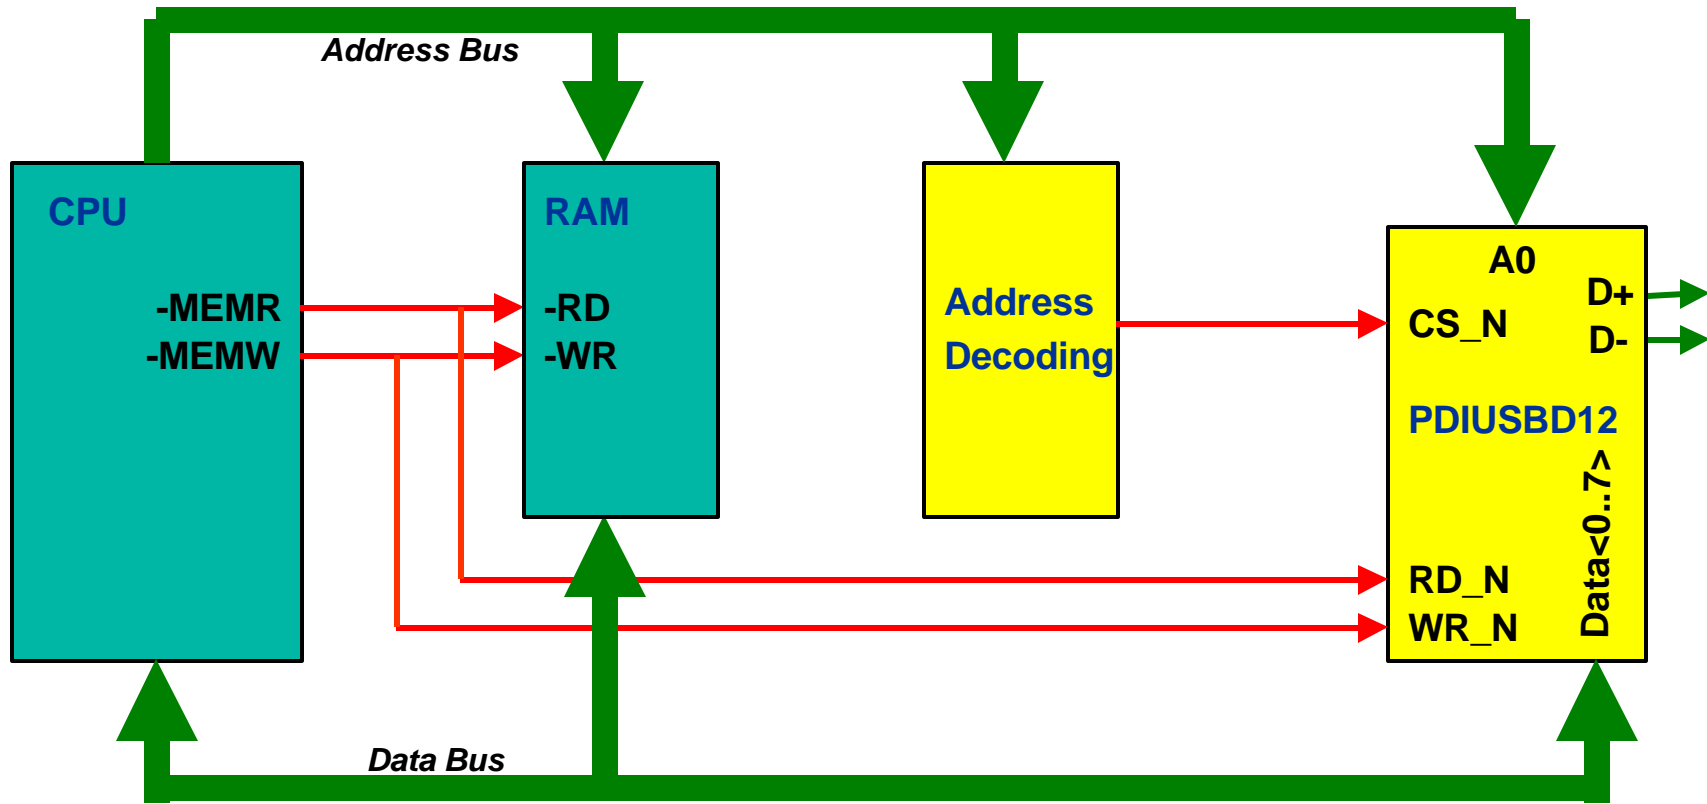 Address Bus
CPU
-MEMR
-MEMW
RAM
-RD
-WR
Address
Decoding
A0
D+
CS_N
D-
PDIUSBD12
Data<0..7>
RD_N
WR_N
Data Bus